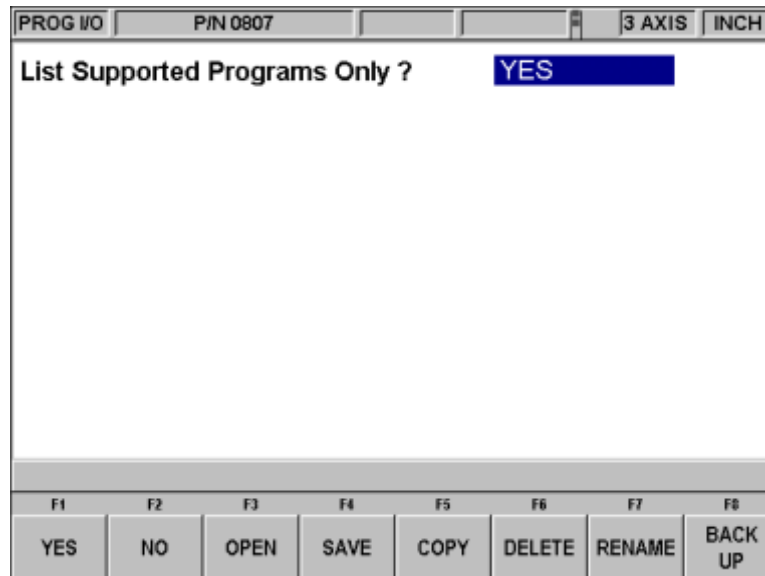 PROG I/O P/N 0807 3 AXIS INCH
List Supported Programs Only ? YES
F1 F2 F3 F4 F5 F6 F7 F8
YES NO OPEN SAVE COPY DELETE RENAME BACK UP